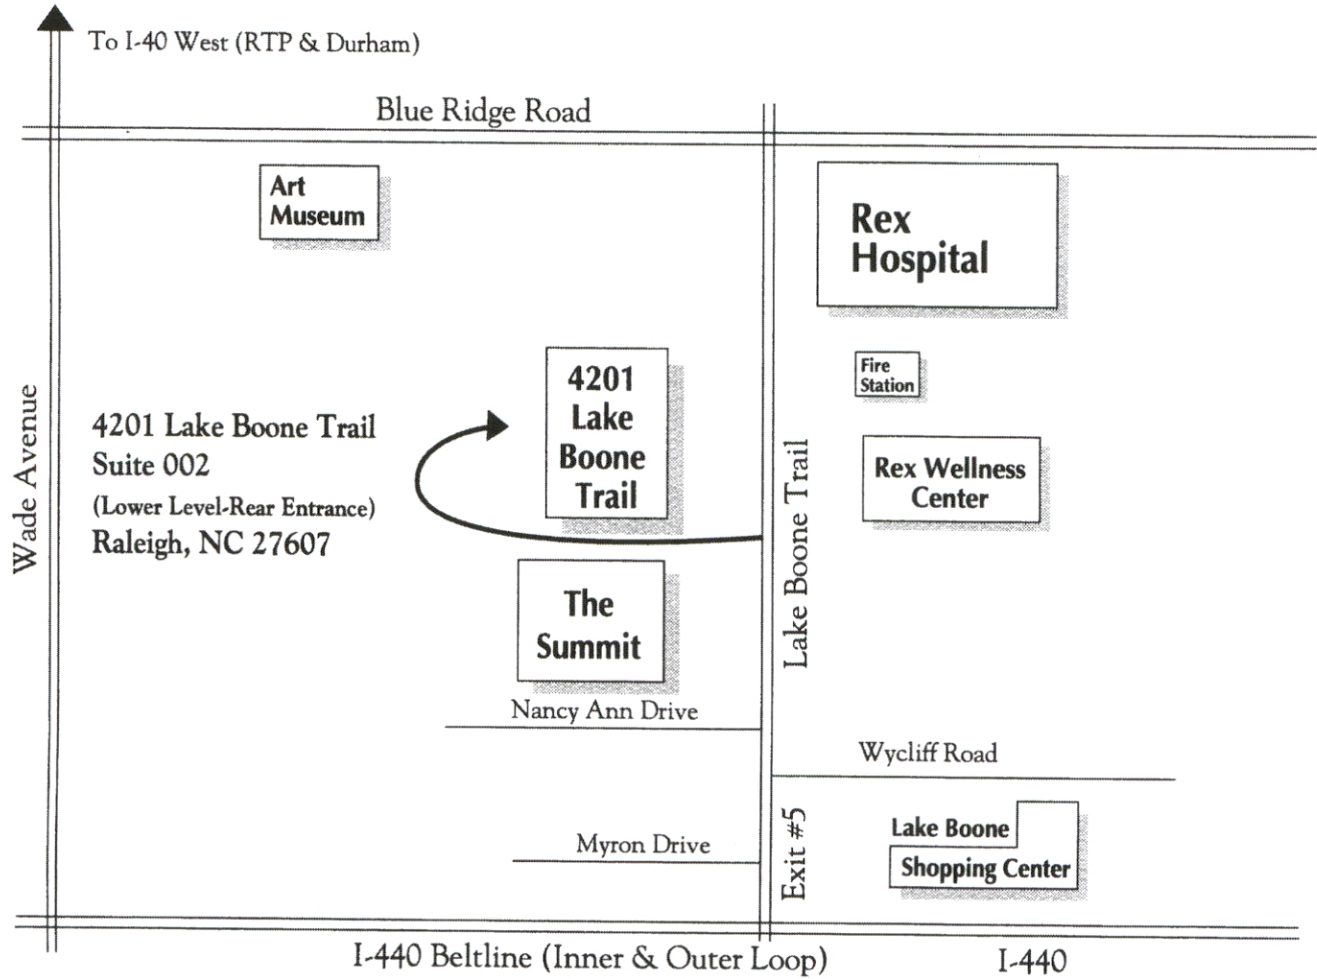 To I-40 West (RTP & Durham)
Blue Ridge Road
Art
Museum
Rex
Hospital
Fire
Station
4201
Lake
Boone
Trail
Wade Avenue
4201 Lake Boone Trail
Suite 002
(Lower Level-Rear Entrance)
Raleigh, NC 27607
Lake Boone Trail
Rex Wellness
Center
The
Summit
Nancy Ann Drive
Wycliff Road
Myron Drive
Exit #5
Lake Boone
Shopping Center
I-440 Beltline (Inner & Outer Loop)
I-440